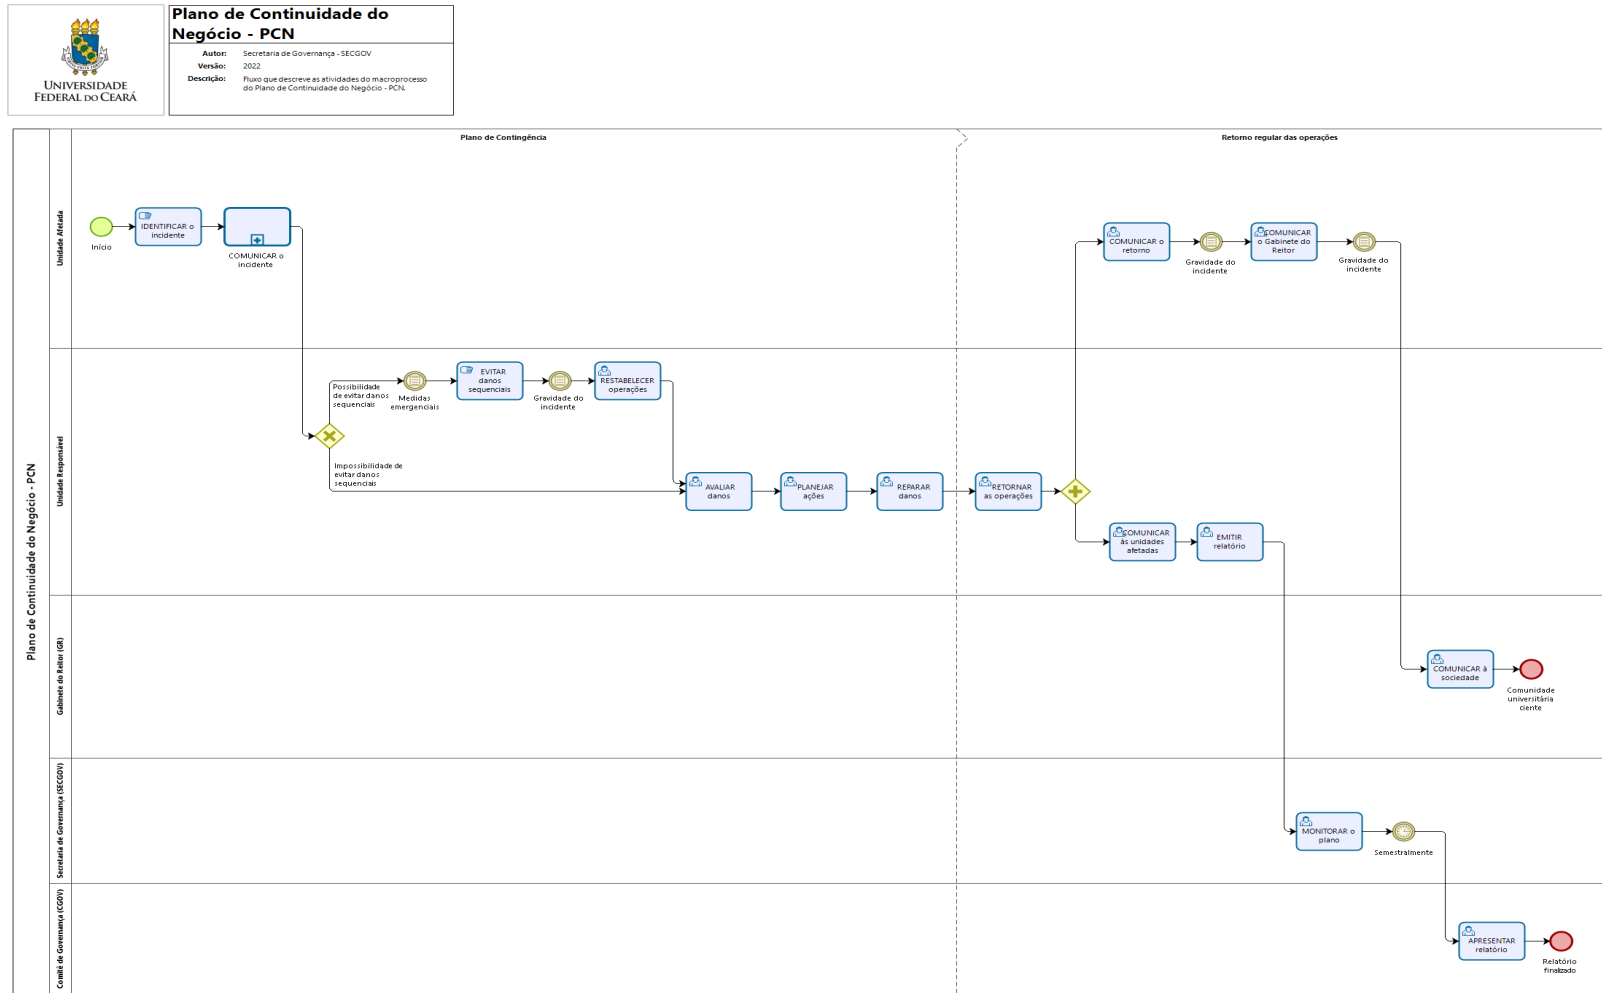 UNIVERSIDADE
FEDERAL DO CEARÁ
Plano de Continuidade do
Negócio - PCN
Autor: Secretaria de Governança - SECGOV
Versão: 2022
Descrição: Fluxo que descreve as atividades do macroprocesso
do Plano de Continuidade do Negócio - PCN.
Plano de Continuidade do Negócio - PCN
Plano de Contingência
Retorno regular das operações
Unidade Afetada
Início
IDENTIFICAR o
incidente
COMUNICAR o
incidente
COMUNICAR o
retorno
Gravidade do
incidente
COMUNICAR
o Gabinete do
Reitor
Gravidade do
incidente
Unidade Responsável
Possibilidade
de evitar danos
sequenciais
Medidas
emergenciais
EVITAR
danos
sequenciais
Gravidade do
incidente
RESTABELECER
operações
Impossibilidade de
evitar danos
sequenciais
AVALIAR
danos
PLANEJAR
ações
REPARAR
danos
RETORNAR
as operações
COMUNICAR
às unidades
afetadas
EMITIR
relatório
Gabinete do Reitor (GR)
COMUNICAR à
sociedade
Comunidade
universitária
ciente
Secretaria de Governança (SECGOV)
MONITORAR o
plano
Semestralmente
Comitê de Governança (CGOV)
APRESENTAR
relatório
Relatório
finalizado